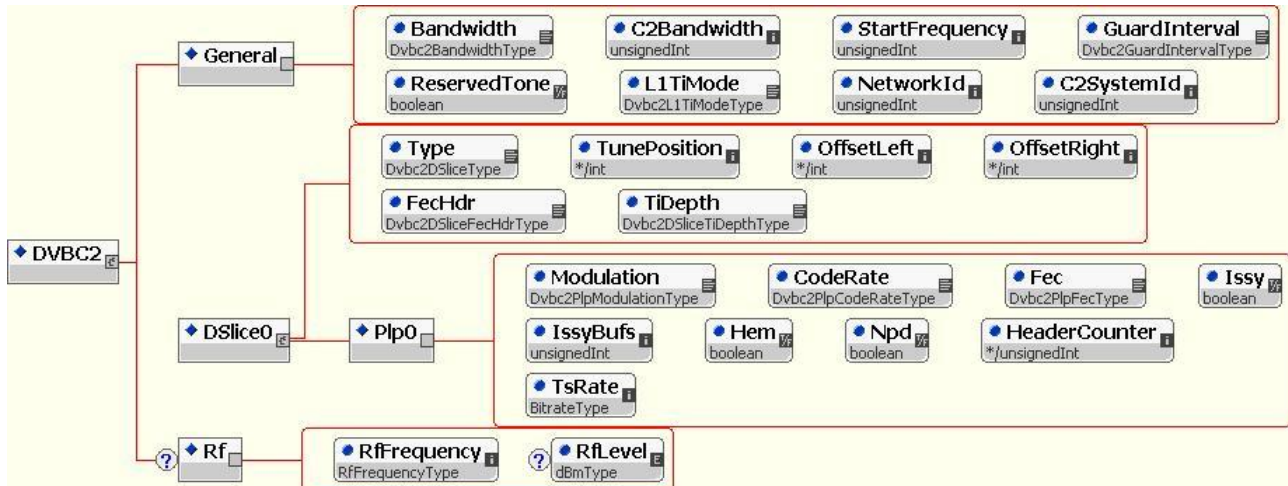 Bandwidth
Dvbc2BandwidthType
C2Bandwidth
unsignedInt
StartFrequency
unsignedInt
GuardInterval
Dvbc2GuardIntervalType
General
ReservedTone
boolean
L1TiMode
Dvbc2L1TiModeType
NetworkId
unsignedInt
C2SystemId
unsignedInt
Type
Dvbc2DSliceType
TunePosition
*/int
OffsetLeft
*/int
OffsetRight
*/int
FecHdr
Dvbc2DSliceFecHdrType
TiDepth
Dvbc2DSliceTiDepthType
DVBC2
Modulation
Dvbc2PlpModulationType
CodeRate
Dvbc2PlpCodeRateType
Fec
Dvbc2PlpFecType
Issy
boolean
DSlice0
Plp0
IssyBufs
unsignedInt
Hem
boolean
Npd
boolean
HeaderCounter
*/unsignedInt
TsRate
BitrateType
? Rf
RfFrequency
RfFrequencyType
? RfLevel
dBmType